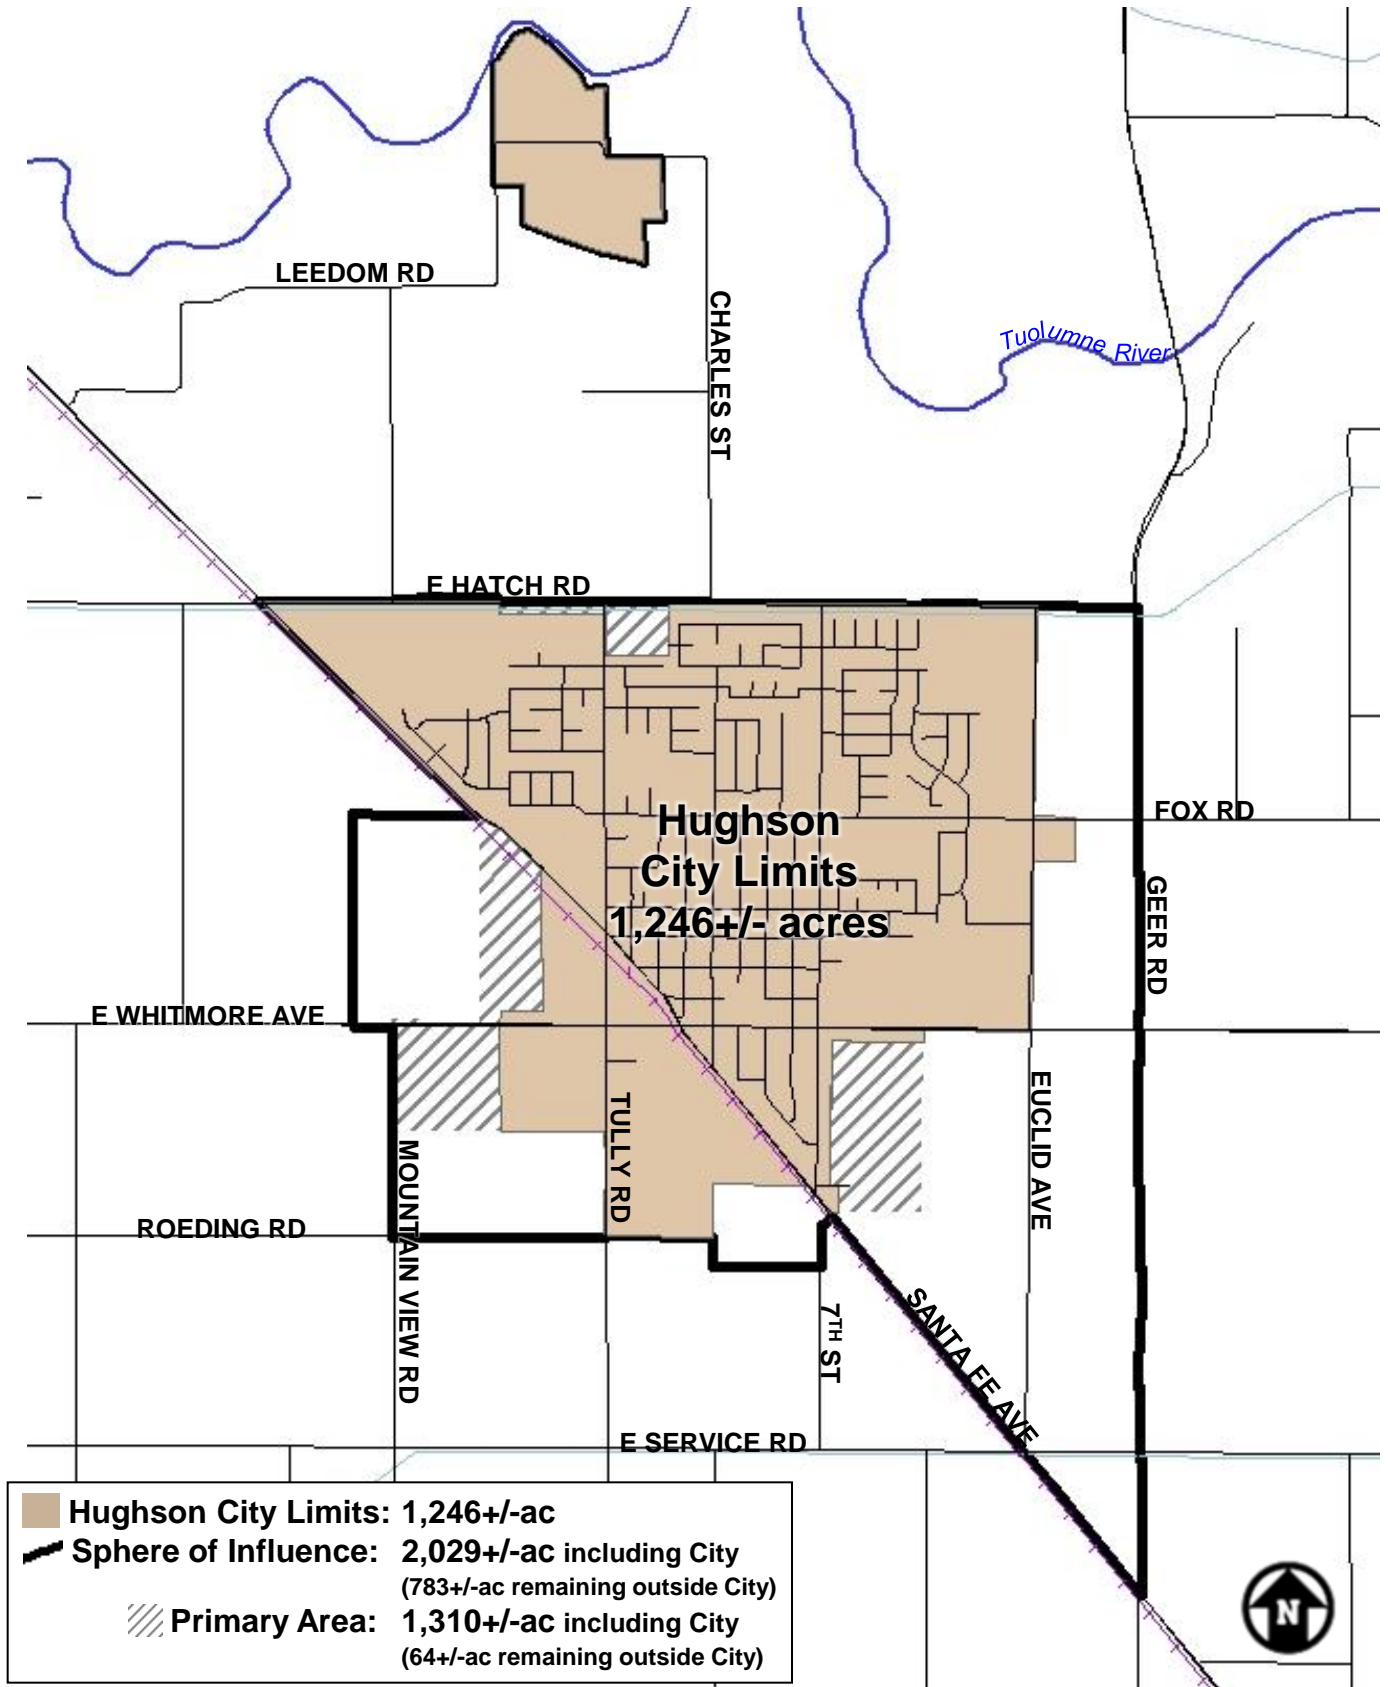 LEEDOM RD
CHARLES ST
Tuolumne River
E HATCH RD
FOX RD
Hughson
City Limits
1,246+/- acres
GEER RD
E WHITMORE AVE
EUCLID AVE
TULLY RD
MOUNTAIN VIEW RD
ROEDING RD
SANTA FE AVE
7TH ST
E SERVICE RD
Hughson City Limits: 1,246+/-ac
Sphere of Influence: 2,029+/-ac including City
(783+/-ac remaining outside City)
Primary Area: 1,310+/-ac including City
(64+/-ac remaining outside City)
N